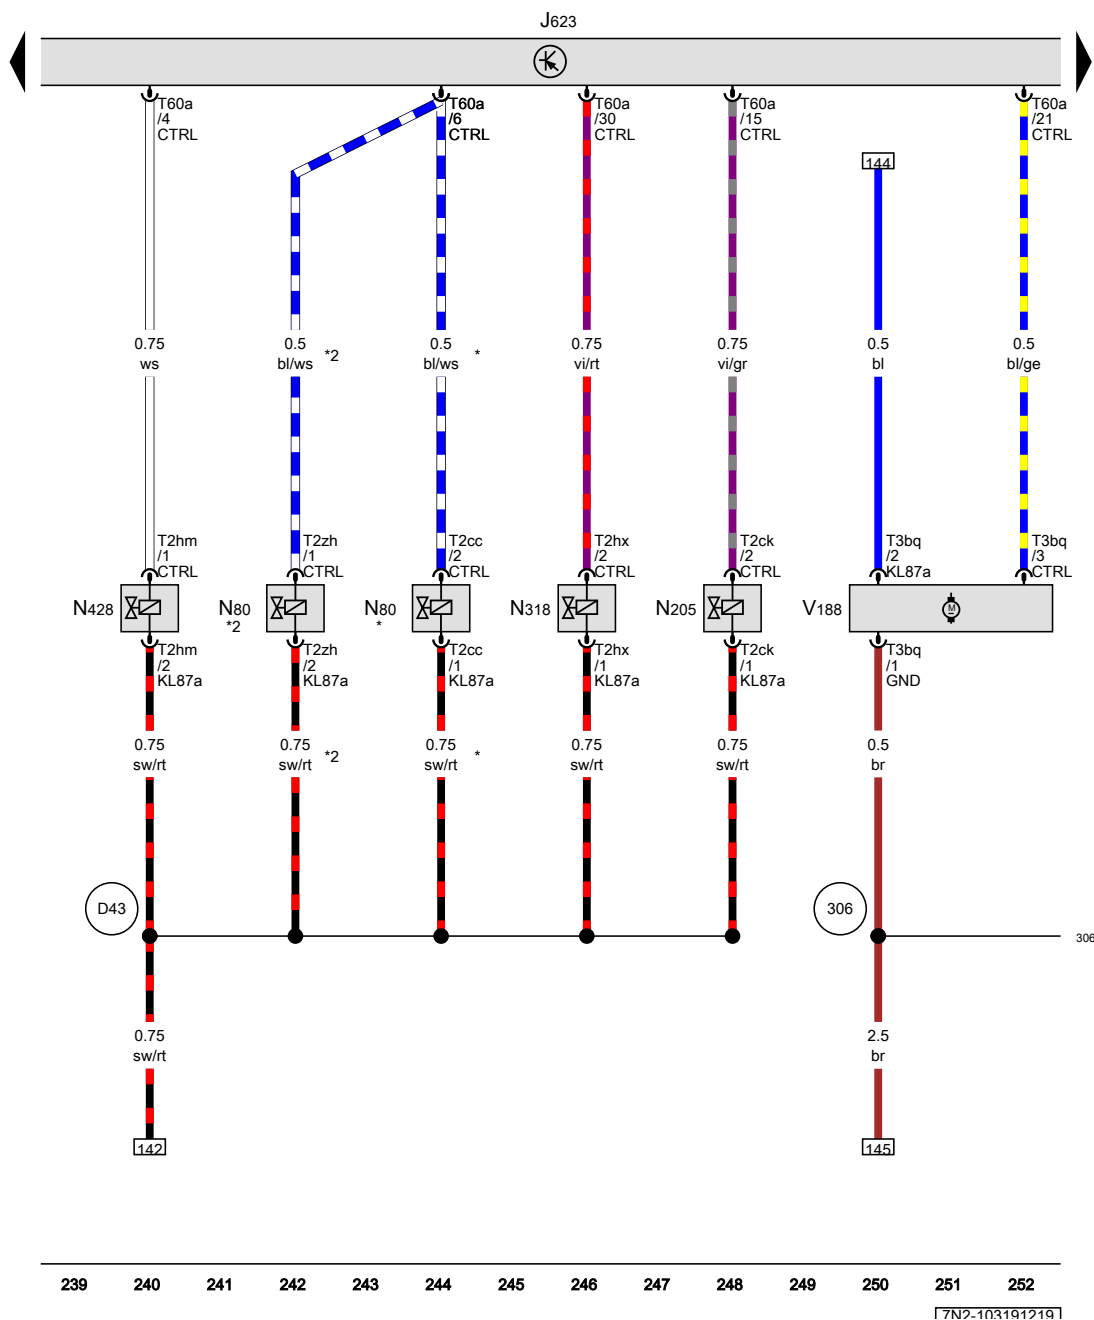 J623
T60a
/4
CTRL
T60a
/6
CTRL
T60a
/30
CTRL
T60a
/15
CTRL
T60a
/21
CTRL
144
0.75
ws
0.5
bl/ws
*2
0.5
bl/ws
*
0.75
vi/rt
0.75
vi/gr
0.5
bl
0.5
bl/ge
T2hm
/1
CTRL
T2zh
/1
CTRL
T2cc
/2
CTRL
T2hx
/2
CTRL
T2ck
/2
CTRL
T3bq
/2
KL87a
T3bq
/3
CTRL
N428
N80
*2
N80
*
N318
N205
V188
M
T2hm
/2
KL87a
T2zh
/2
KL87a
T2cc
/1
KL87a
T2hx
/1
KL87a
T2ck
/1
KL87a
T3bq
/1
GND
0.75
sw/rt
0.75
sw/rt
*2
0.75
sw/rt
*
0.75
sw/rt
0.75
sw/rt
0.5
br
D43
306
306
0.75
sw/rt
2.5
br
142
145
239 240 241 242 243 244 245 246 247 248 249 250 251 252
7N2-103191219